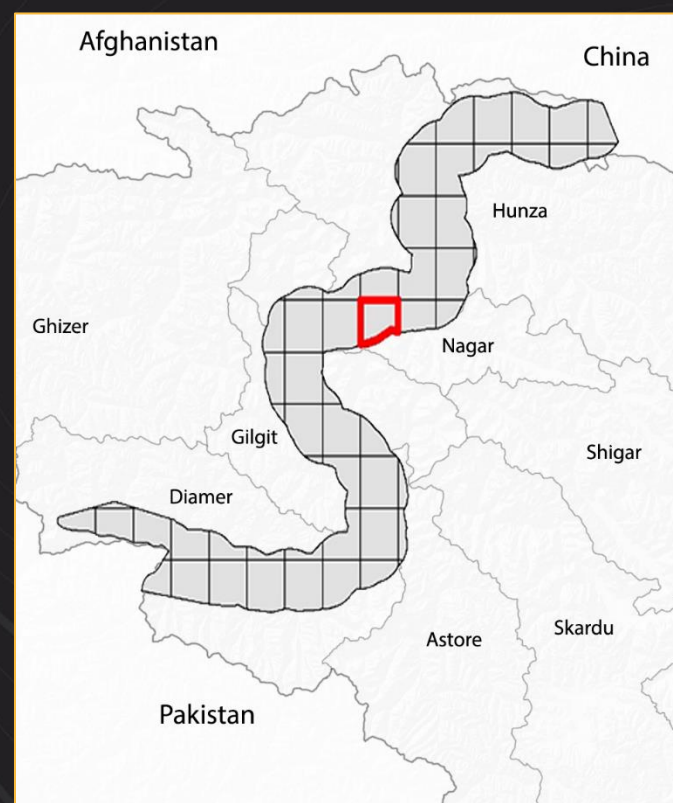 Afghanistan
China
Hunza
Ghizer
Nagar
Gilgit
Shigar
Diamer
Skardu
Astore
Pakistan